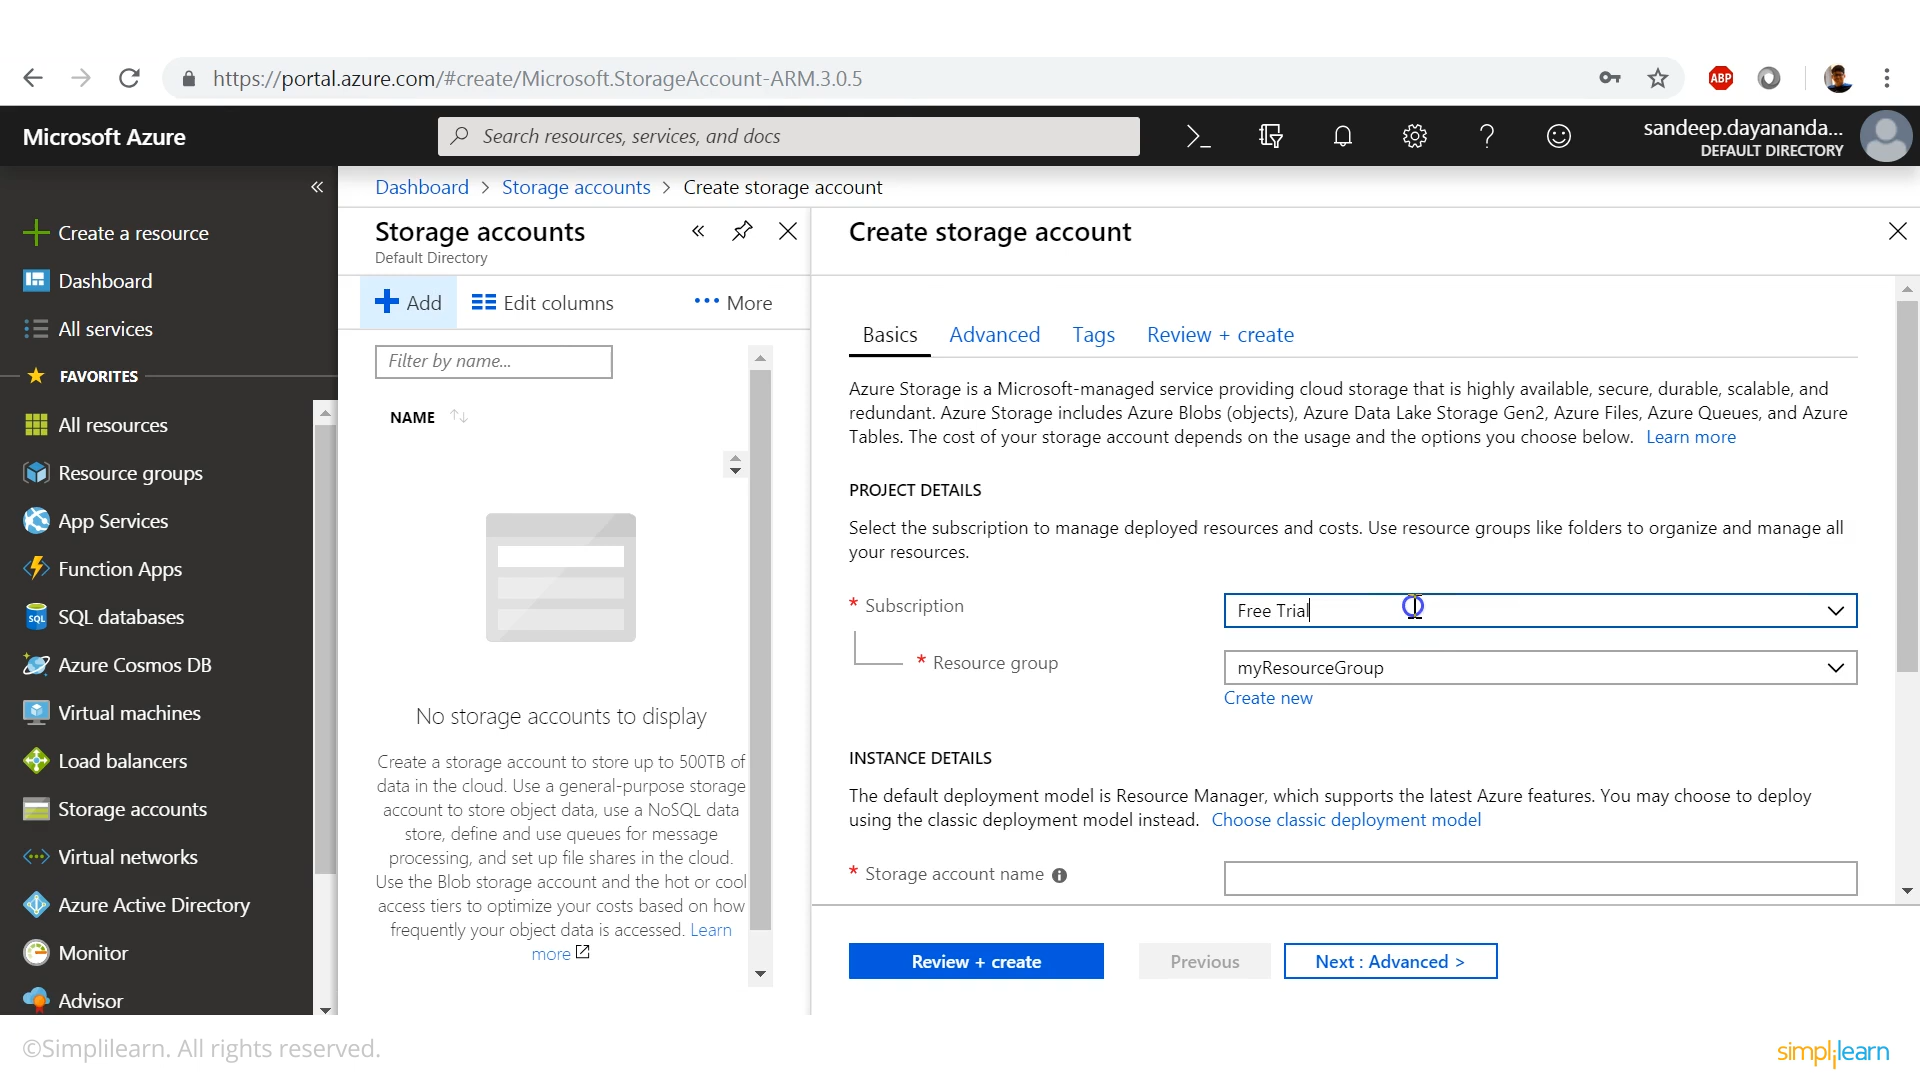 https://portal.azure.com/#create/Microsoft.StorageAccount-ARM.3.0.5
ABP
Microsoft Azure
Search resources, services, and docs
sandeep.dayananda...
DEFAULT DIRECTORY
Create a resource
Dashboard
All services
FAVORITES
All resources
Resource groups
App Services
Function Apps
SQL
SQL databases
Azure Cosmos DB
Virtual machines
Load balancers
Storage accounts
Virtual networks
Azure Active Directory
Monitor
Advisor
Dashboard > Storage accounts > Create storage account
Storage accounts
Default Directory
Add
Edit columns
More
Filter by name...
NAME
No storage accounts to display
Create a storage account to store up to 500TB of
data in the cloud. Use a general-purpose storage
account to store object data, use a NoSQL data
store, define and use queues for message
processing, and set up file shares in the cloud.
Use the Blob storage account and the hot or cool
access tiers to optimize your costs based on how
frequently your object data is accessed. Learn
more
Create storage account
Basics
Advanced
Tags
Review + create
Azure Storage is a Microsoft-managed service providing cloud storage that is highly available, secure, durable, scalable, and
redundant. Azure Storage includes Azure Blobs (objects), Azure Data Lake Storage Gen2, Azure Files, Azure Queues, and Azure
Tables. The cost of your storage account depends on the usage and the options you choose below. Learn more
PROJECT DETAILS
Select the subscription to manage deployed resources and costs. Use resource groups like folders to organize and manage all
your resources.
* Subscription
Free Trial
* Resource group
myResourceGroup
Create new
INSTANCE DETAILS
The default deployment model is Resource Manager, which supports the latest Azure features. You may choose to deploy
using the classic deployment model instead. Choose classic deployment model
* Storage account name
Review + create
Previous
Next : Advanced >
©Simplilearn. All rights reserved.
simplilearn